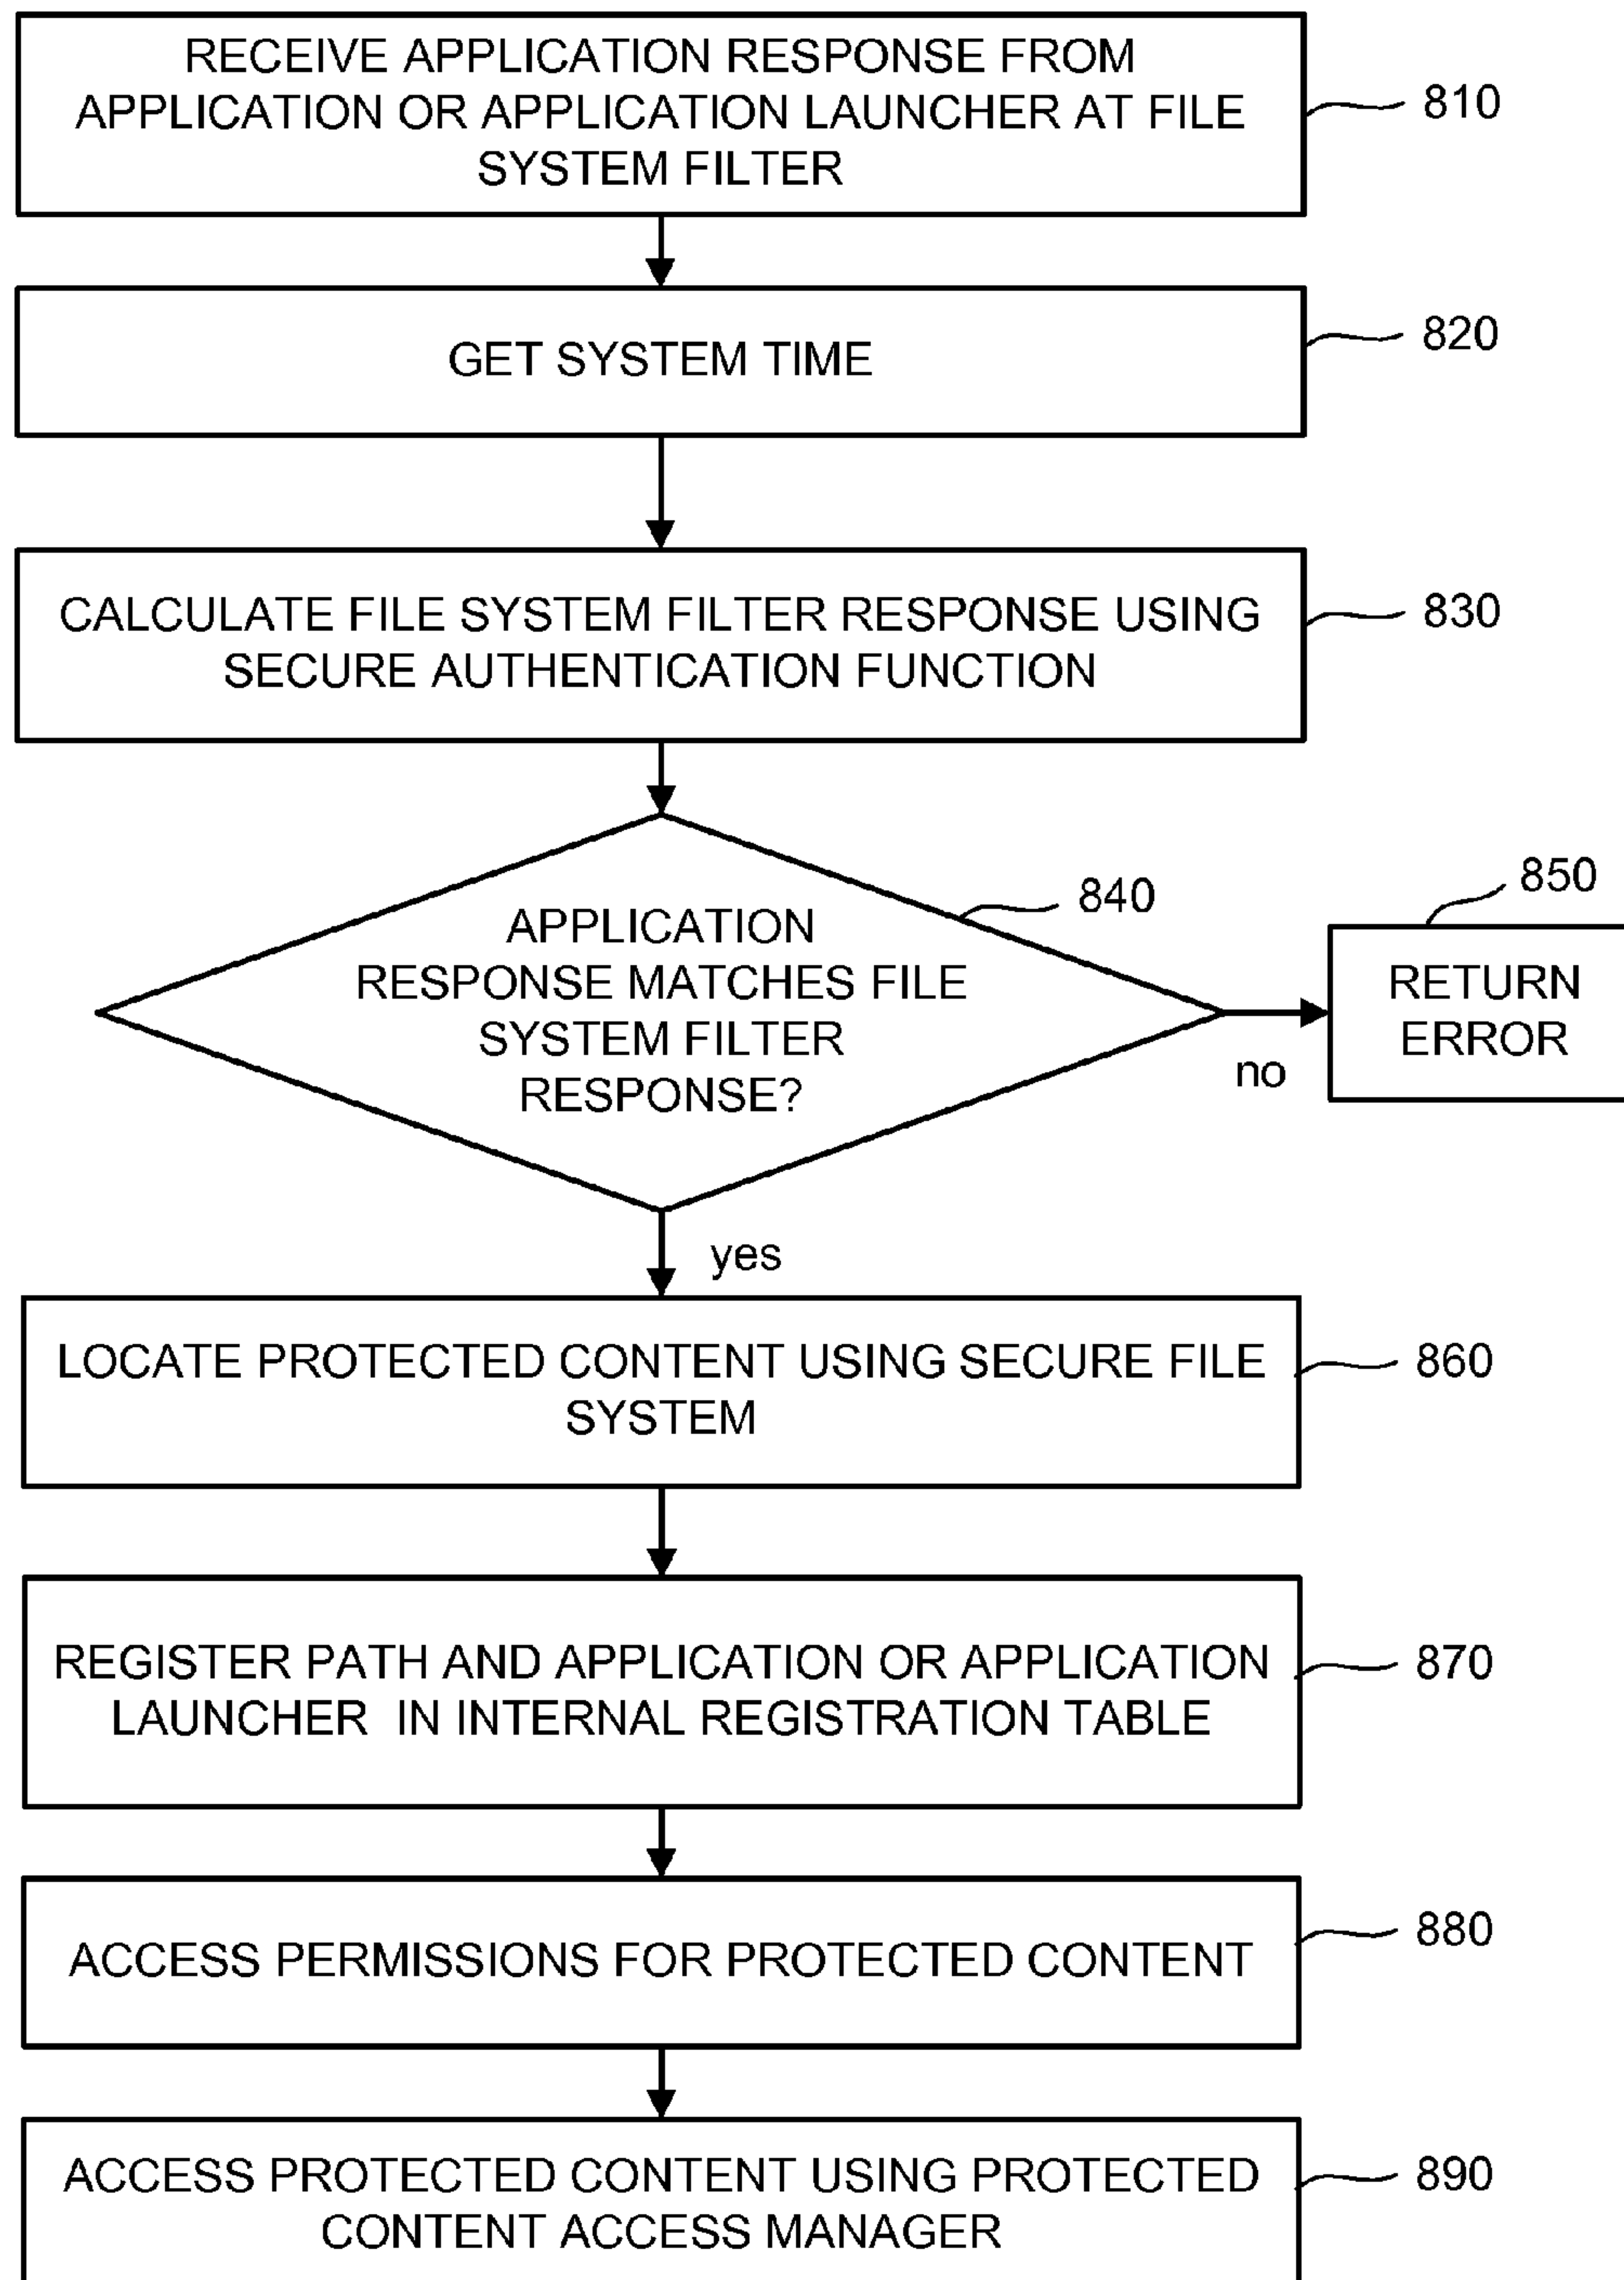 RECEIVE APPLICATION RESPONSE FROM
APPLICATION OR APPLICATION LAUNCHER AT FILE
SYSTEM FILTER
810
GET SYSTEM TIME
820
CALCULATE FILE SYSTEM FILTER RESPONSE USING
SECURE AUTHENTICATION FUNCTION
830
APPLICATION
RESPONSE MATCHES FILE
SYSTEM FILTER
RESPONSE?
840
850
RETURN
ERROR
no
yes
LOCATE PROTECTED CONTENT USING SECURE FILE
SYSTEM
860
REGISTER PATH AND APPLICATION OR APPLICATION
LAUNCHER IN INTERNAL REGISTRATION TABLE
870
ACCESS PERMISSIONS FOR PROTECTED CONTENT
880
ACCESS PROTECTED CONTENT USING PROTECTED
CONTENT ACCESS MANAGER
890